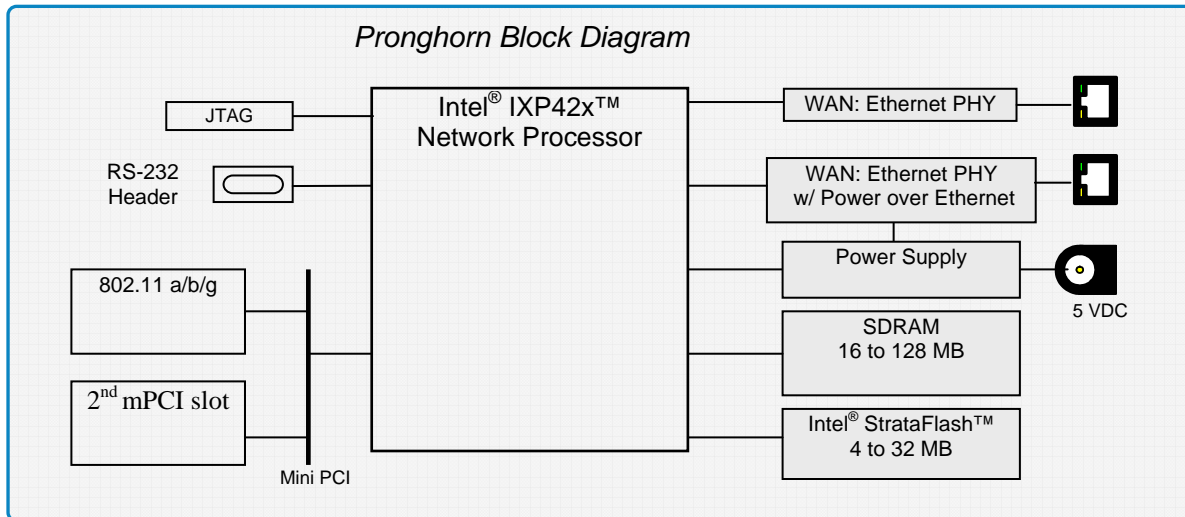 Pronghorn Block Diagram
Intel® IXP42x™
Network Processor
JTAG
RS-232
Header
802.11 a/b/g
2nd mPCI slot
Mini PCI
WAN: Ethernet PHY
WAN: Ethernet PHY
w/ Power over Ethernet
Power Supply
5 VDC
SDRAM
16 to 128 MB
Intel® StrataFlash™
4 to 32 MB